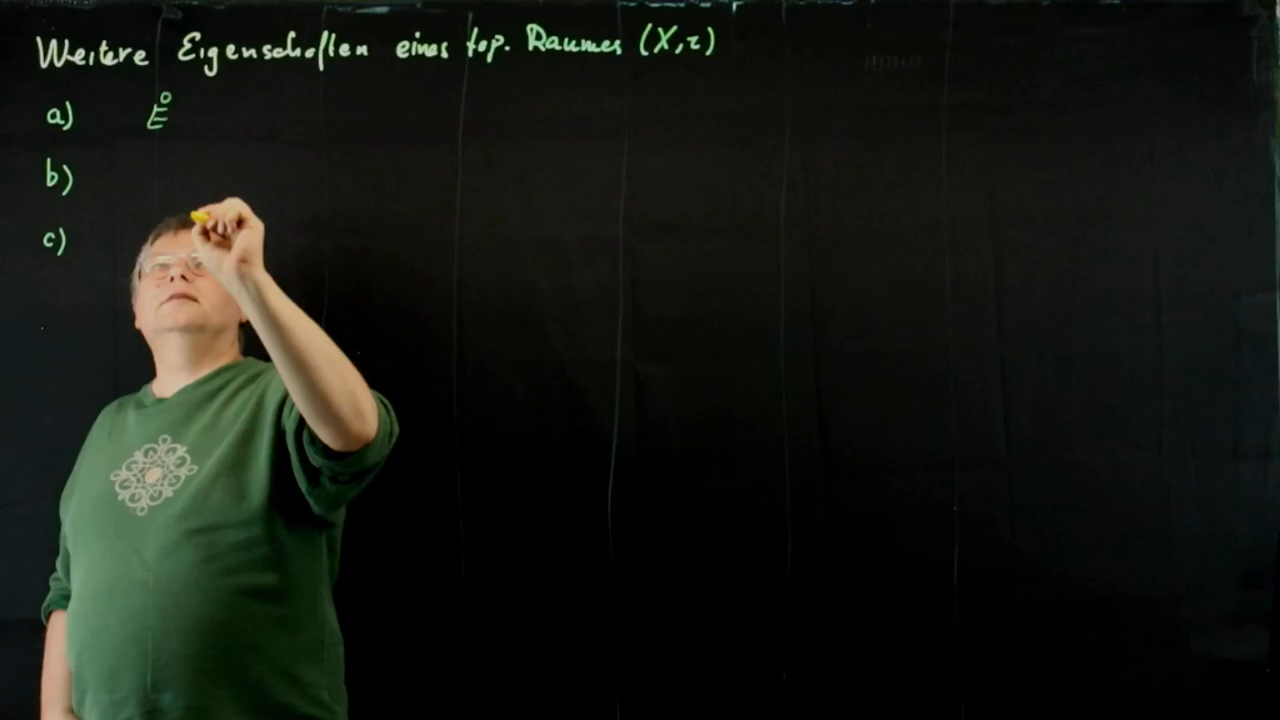 Weitere Eigenschaften eines top. Raumes (X,τ)
a) E̊
b)
c)